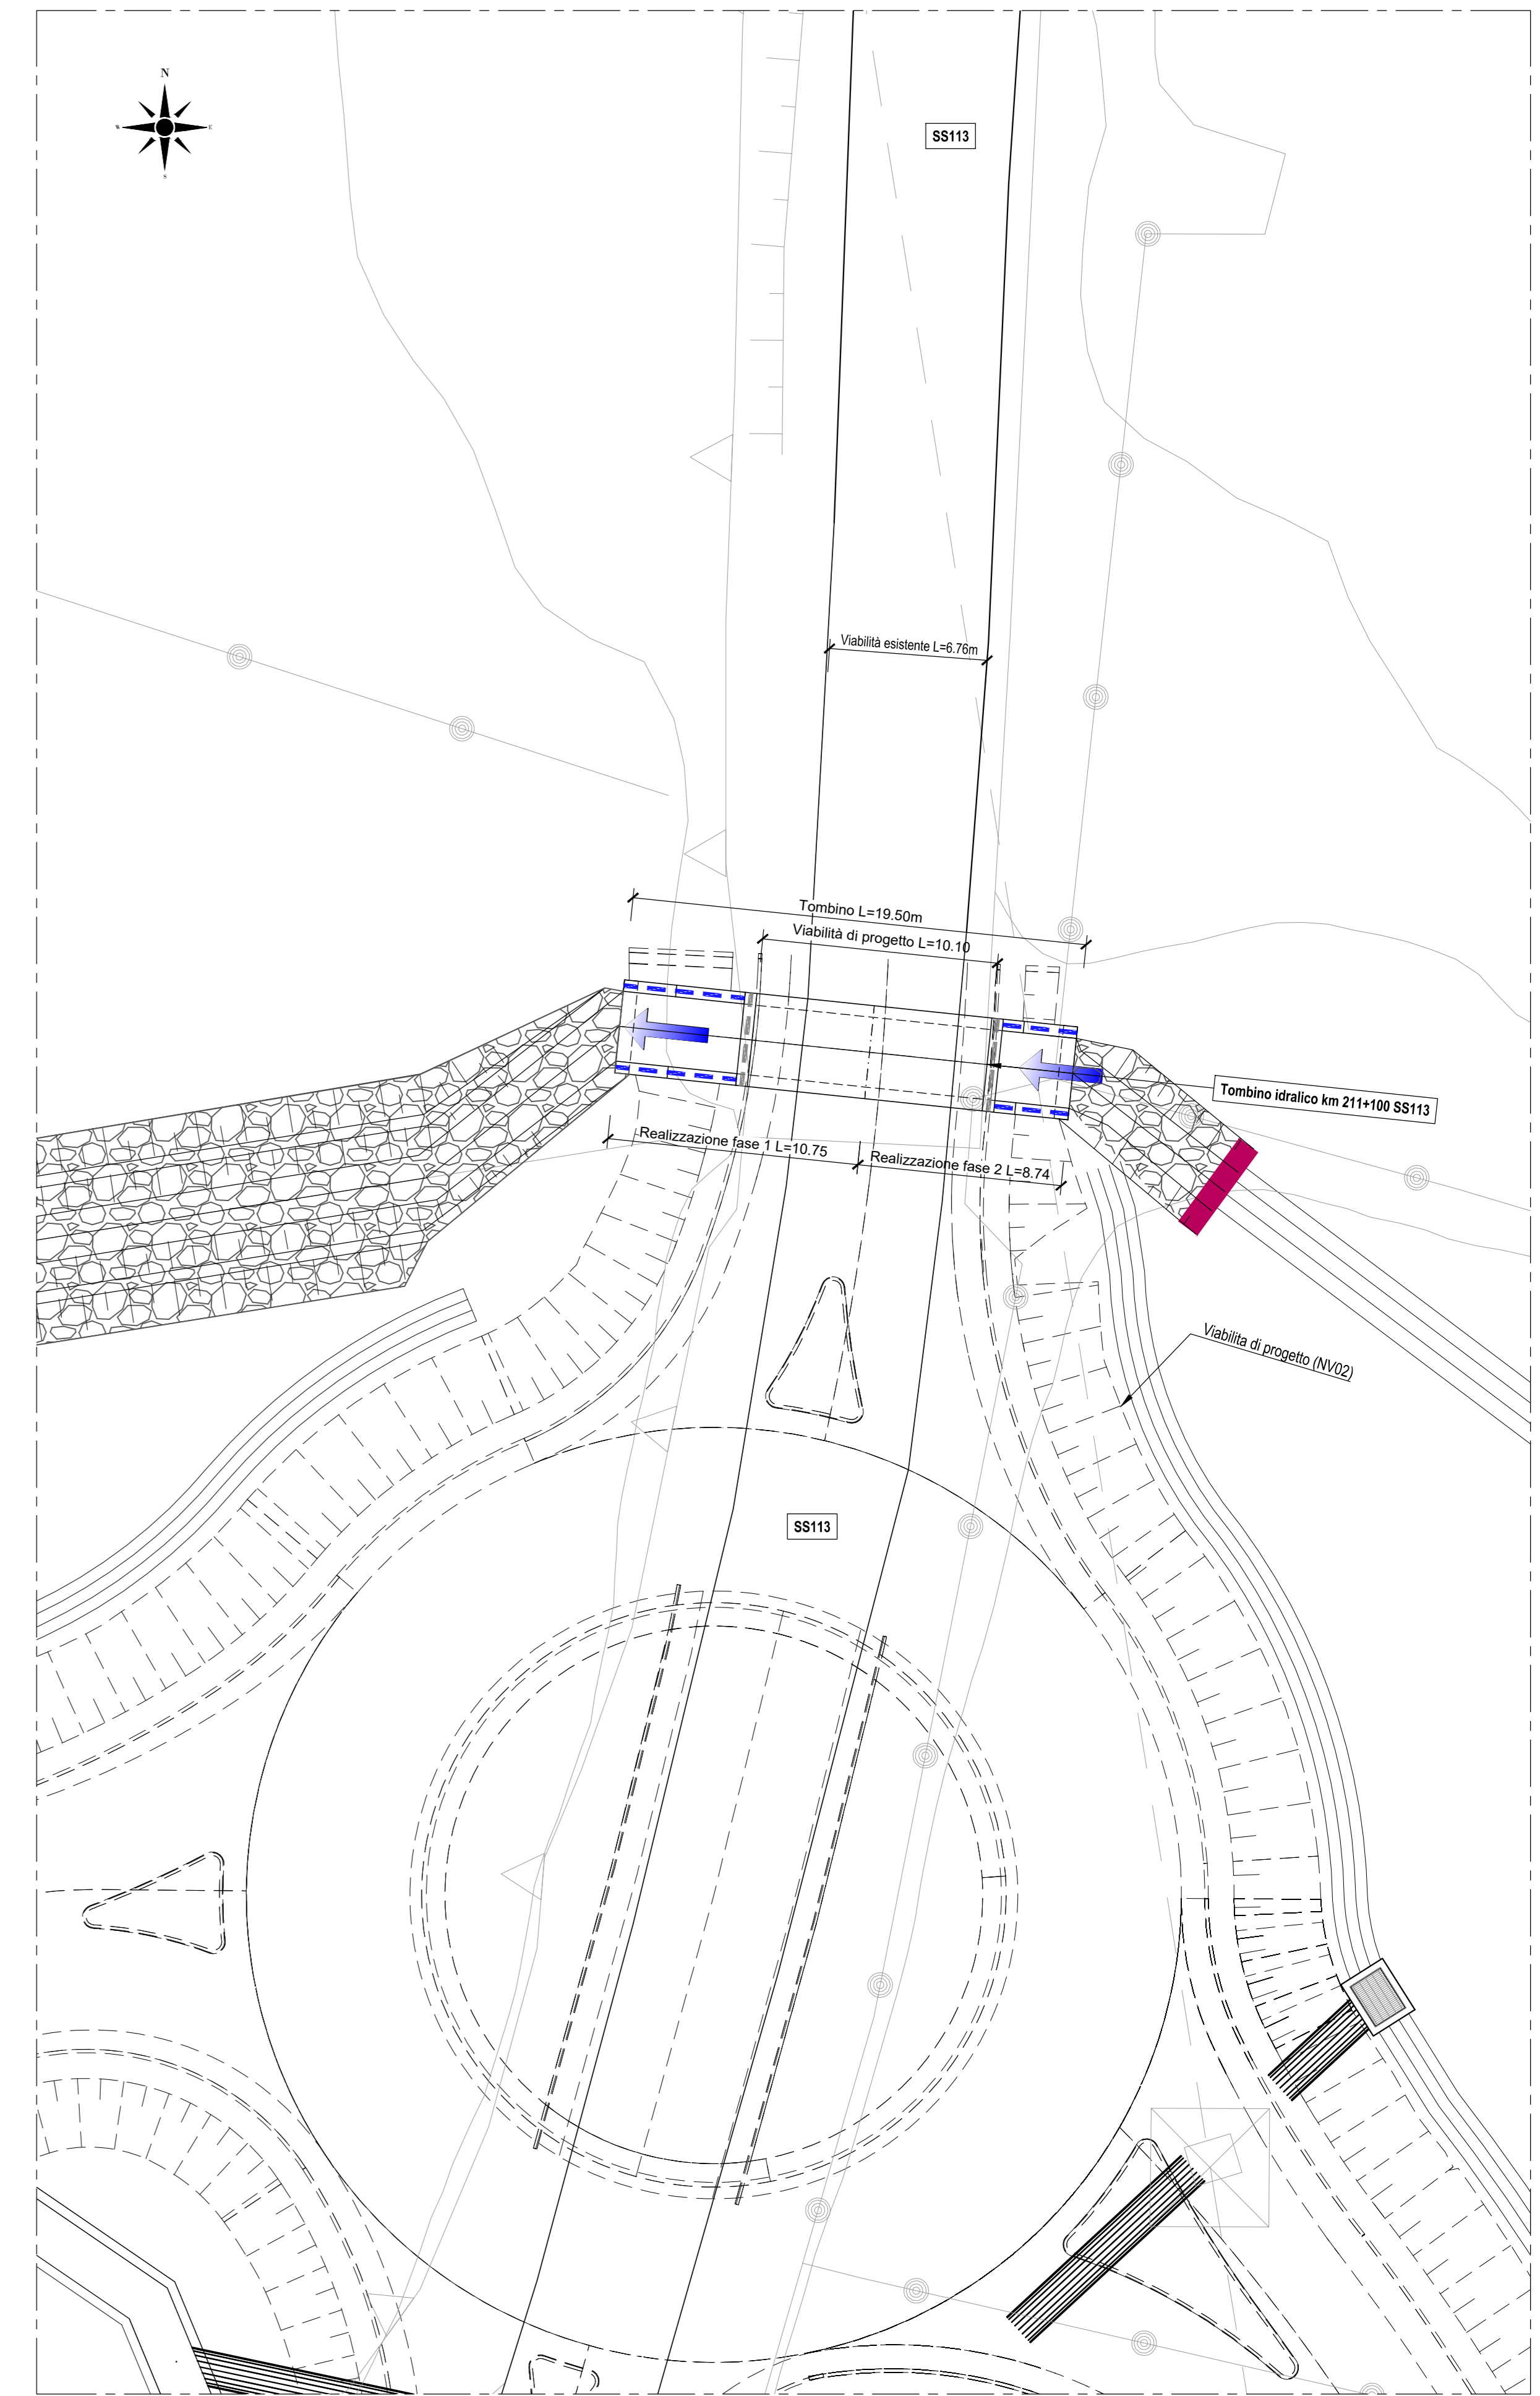 N
W
E
S
SS113
Viabilità esistente L=6.76m
Tombino L=19.50m
Viabilità di progetto L=10.10
Tombino idralico km 211+100 SS113
Realizzazione fase 1 L=10.75
Realizzazione fase 2 L=8.74
Viabilita di progetto (NV02)
SS113